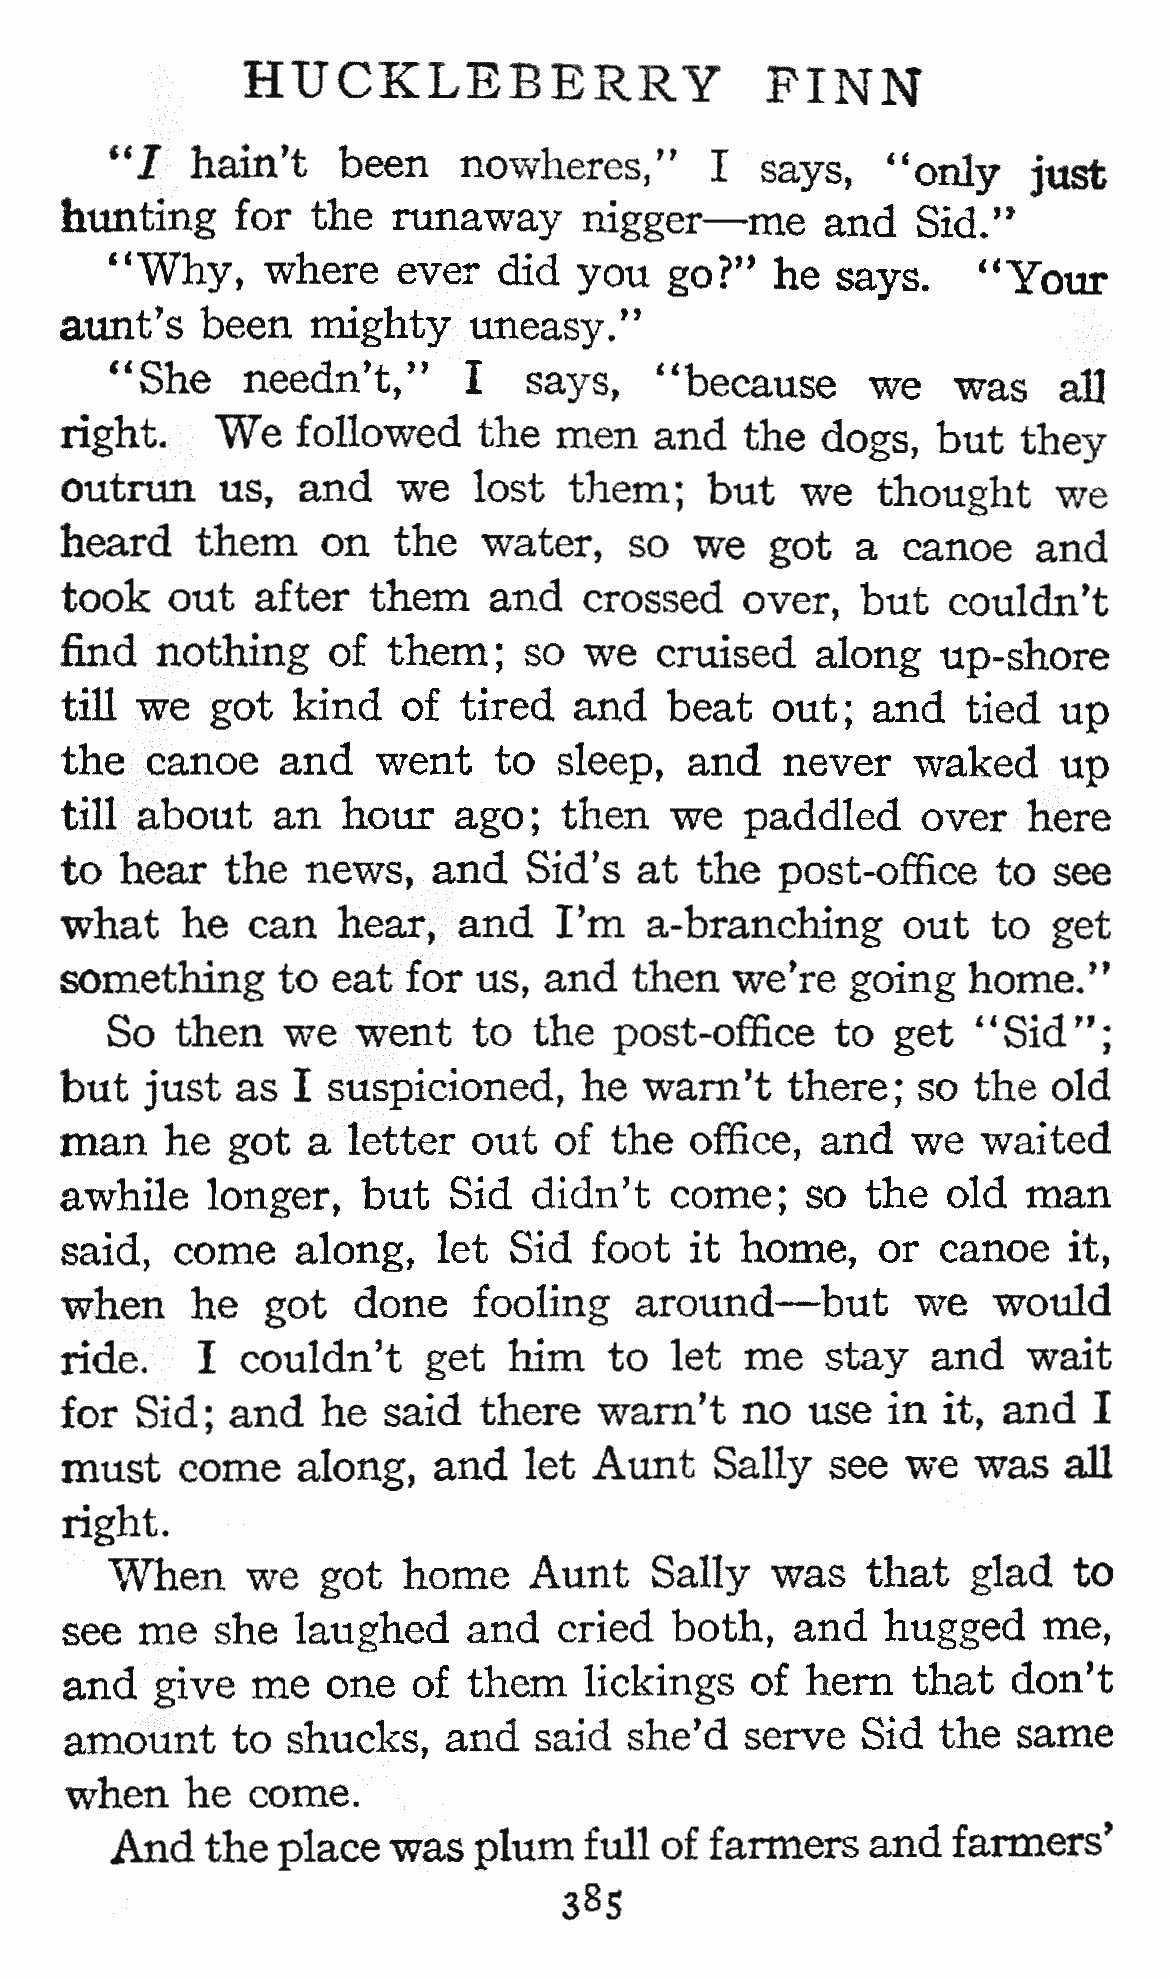 HUCKLEBERRY FINN
“I hain’t been nowheres,” I says, “only just
hunting for the runaway nigger—me and Sid.”
“Why, where ever did you go?” he says. “Your
aunt’s been mighty uneasy.”
“She needn’t,” I says, “because we was all
right. We followed the men and the dogs, but they
outrun us, and we lost them; but we thought we
heard them on the water, so we got a canoe and
took out after them and crossed over, but couldn’t
find nothing of them; so we cruised along up-shore
till we got kind of tired and beat out; and tied up
the canoe and went to sleep, and never waked up
till about an hour ago; then we paddled over here
to hear the news, and Sid’s at the post-office to see
what he can hear, and I’m a-branching out to get
something to eat for us, and then we’re going home.”
So then we went to the post-office to get “Sid”;
but just as I suspicioned, he warn’t there; so the old
man he got a letter out of the office, and we waited
awhile longer, but Sid didn’t come; so the old man
said, come along, let Sid foot it home, or canoe it,
when he got done fooling around—but we would
ride. I couldn’t get him to let me stay and wait
for Sid; and he said there warn’t no use in it, and I
must come along, and let Aunt Sally see we was all
right.
When we got home Aunt Sally was that glad to
see me she laughed and cried both, and hugged me,
and give me one of them lickings of hern that don’t
amount to shucks, and said she’d serve Sid the same
when he come.
And the place was plum full of farmers and farmers’
385